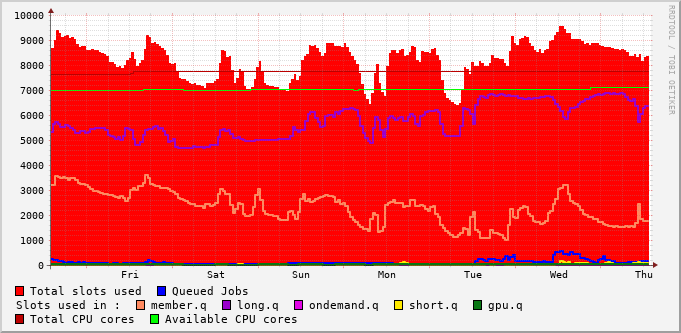 10000
9000
8000
7000
6000
5000
4000
3000
2000
1000
0
Fri Sat Sun Mon Tue Wed Thu
Total slots used Queued Jobs
Slots used in : member.q long.q ondemand.q short.q gpu.q
Total CPU cores Available CPU cores
RRDTOOL / TOBI OETIKER